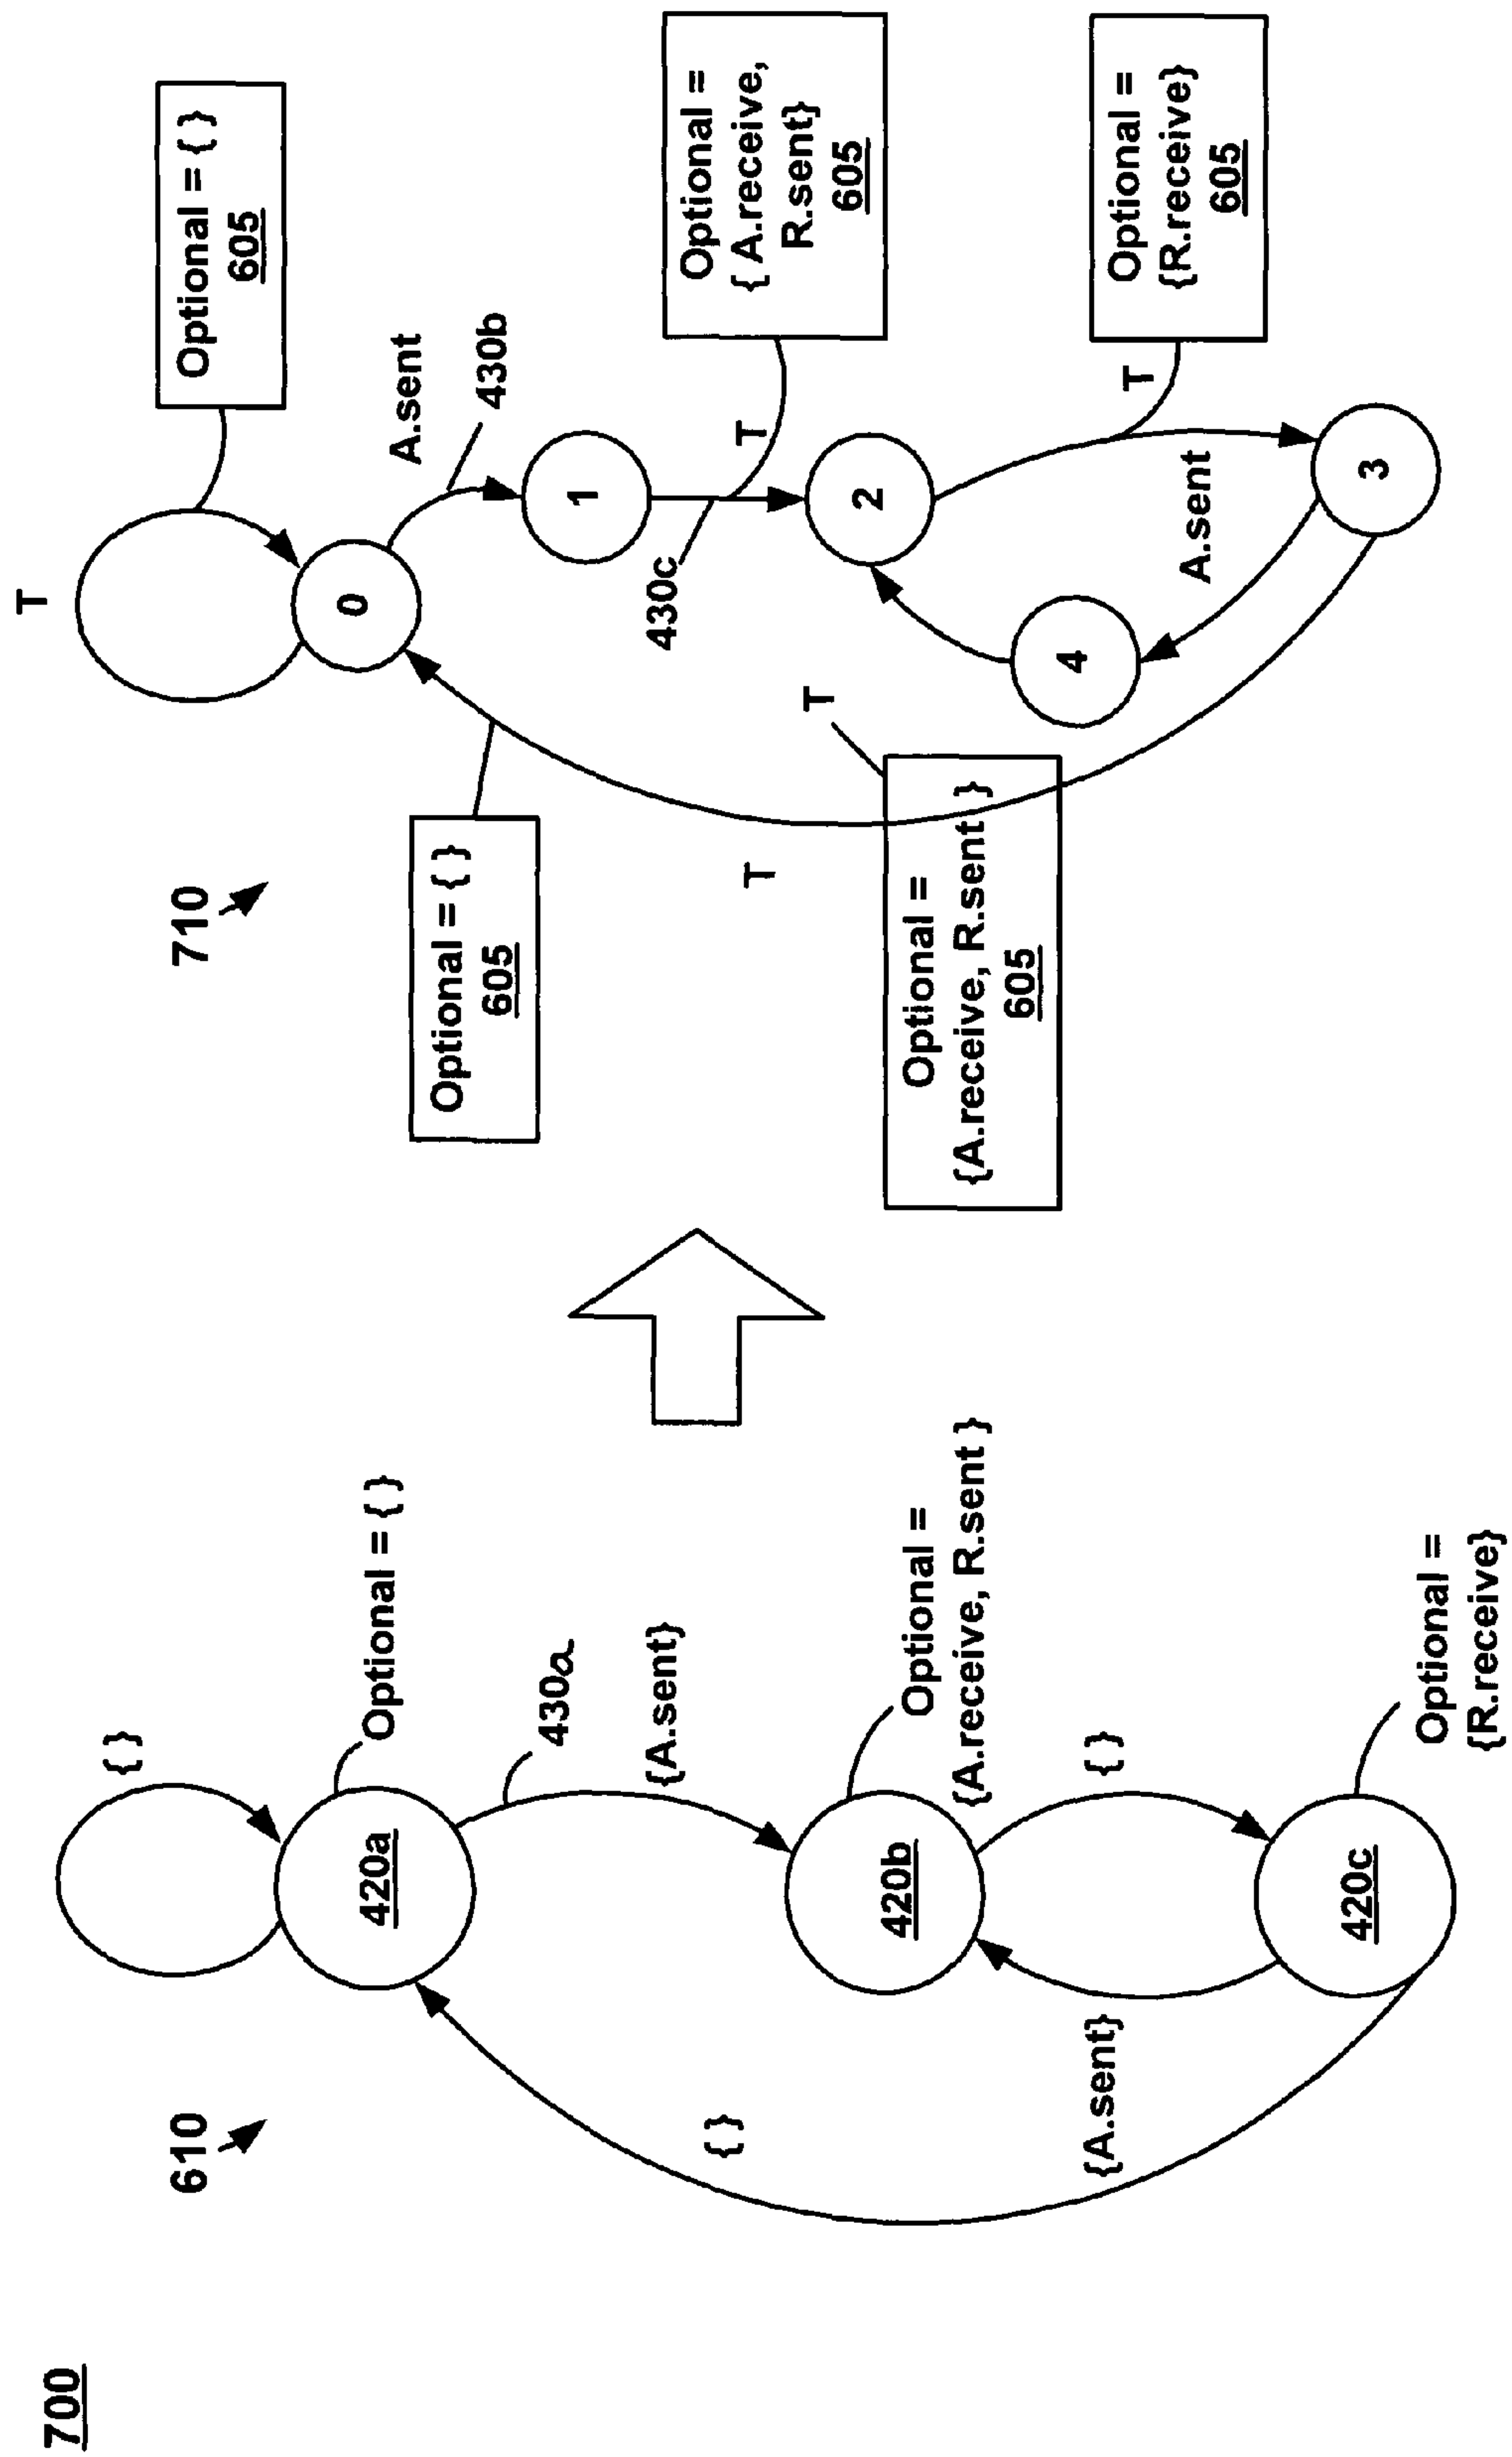 700
610
{ }
420a
Optional = { }
430a
{A.sent}
420b
Optional =
{A.receive, R.sent }
{ }
{A.sent}
{ }
420c
Optional =
{R.receive}
710
T
Optional = { }
605
0
A.sent
430b
1
430c
T
Optional =
{ A.receive,
R.sent}
605
2
T
Optional =
{R.receive}
605
3
A.sent
4
T
Optional =
{A.receive, R.sent }
605
T
Optional = { }
605